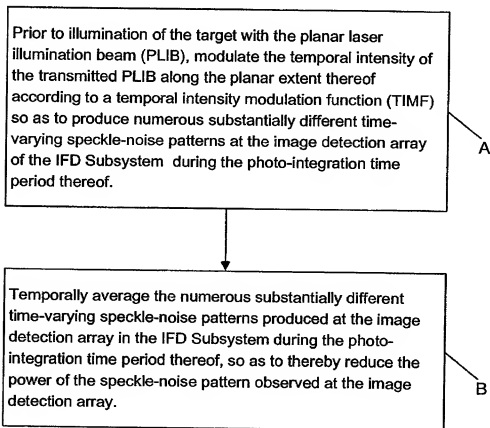 Prior to illumination of the target with the planar laser
illumination beam (PLIB), modulate the temporal intensity of
the transmitted PLIB along the planar extent thereof
according to a temporal intensity modulation function (TIMF)
so as to produce numerous substantially different time-
varying speckle-noise patterns at the image detection array
of the IFD Subsystem during the photo-integration time
period thereof.
A
Temporally average the numerous substantially different
time-varying speckle-noise patterns produced at the image
detection array in the IFD Subsystem during the photo-
integration time period thereof, so as to thereby reduce the
power of the speckle-noise pattern observed at the image
detection array.
B